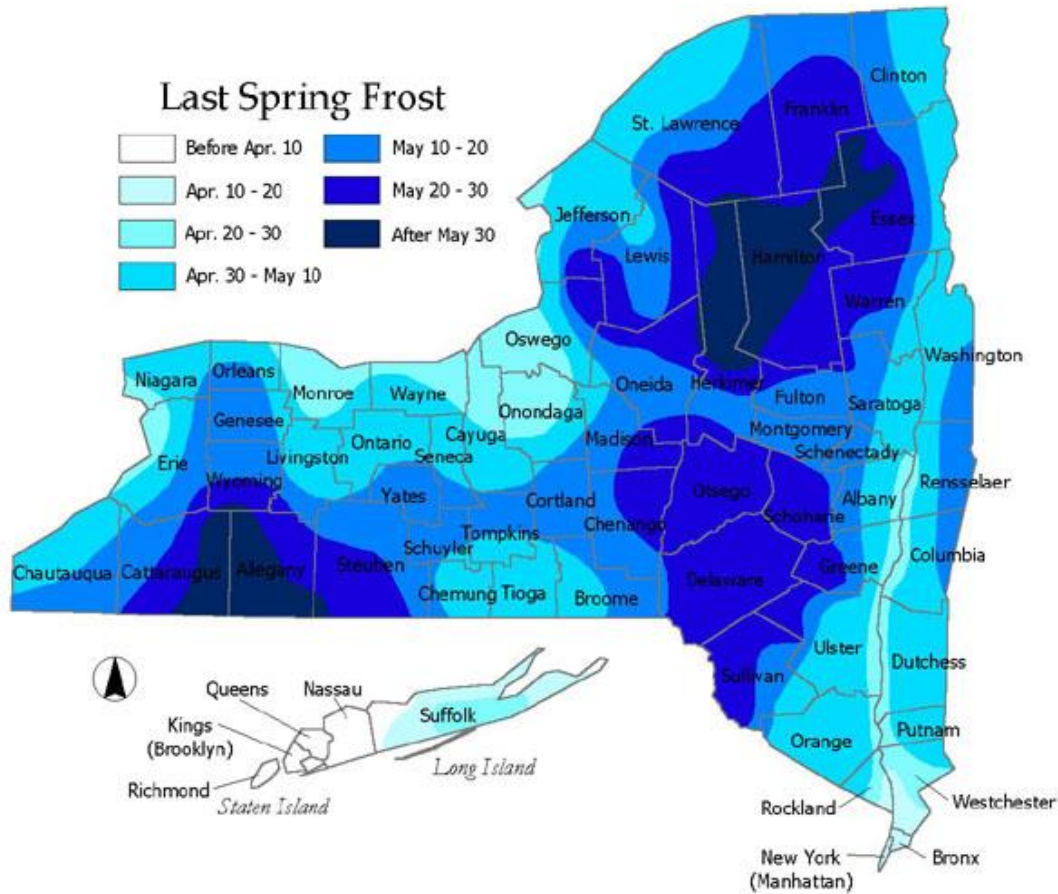 Last Spring Frost
Before Apr. 10
May 10 - 20
Apr. 10 - 20
May 20 - 30
Apr. 20 - 30
After May 30
Apr. 30 - May 10
Clinton
Franklin
St. Lawrence
Jefferson
Essex
Lewis
Hamilton
Warren
Oswego
Washington
Orleans
Niagara
Monroe
Wayne
Oneida
Herkimer
Fulton
Saratoga
Genesee
Onondaga
Montgomery
Ontario
Cayuga
Madison
Schenectady
Erie
Livingston
Seneca
Wyoming
Rensselaer
Yates
Cortland
Otsego
Albany
Schoharie
Chenango
Tompkins
Schuyler
Columbia
Chautauqua
Cattaraugus
Allegany
Steuben
Greene
Delaware
Chemung
Tioga
Broome
Ulster
Dutchess
Sullivan
Queens
Nassau
Suffolk
Kings
(Brooklyn)
Putnam
Orange
Long Island
Richmond
Staten Island
Rockland
Westchester
New York
(Manhattan)
Bronx